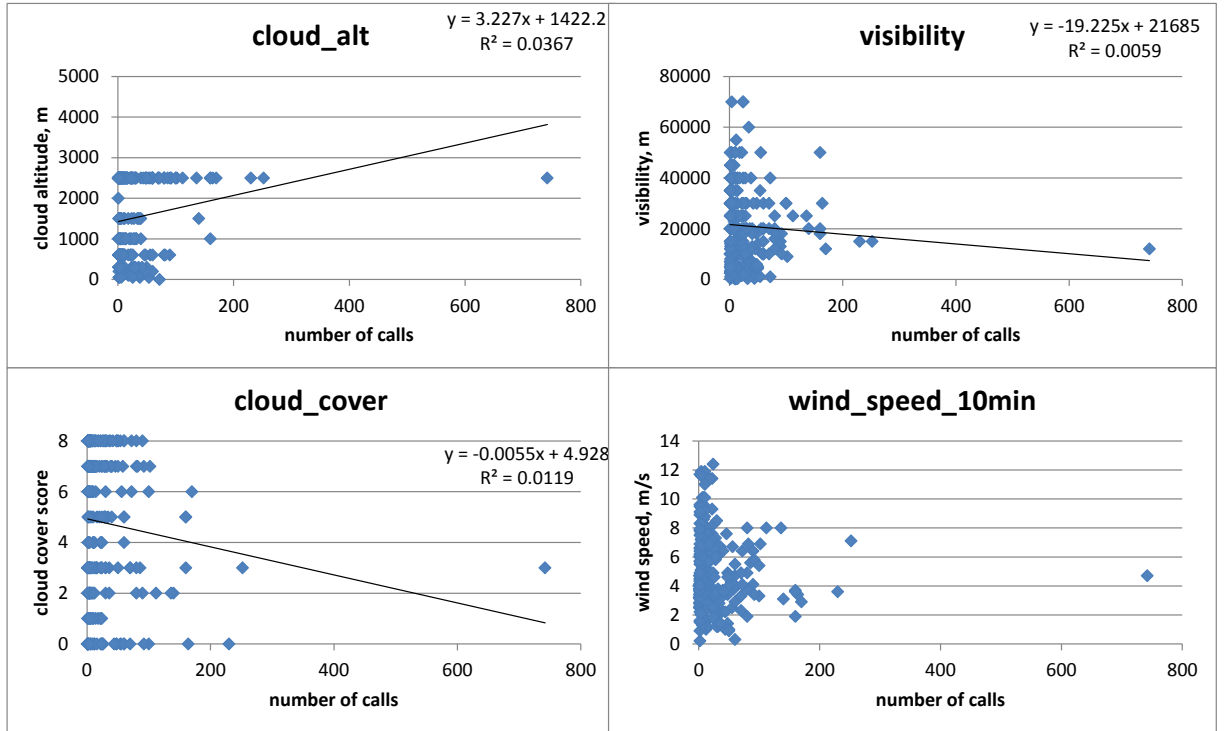 cloud_alt
y = 3.227x + 1422.2
R² = 0.0367
cloud altitude, m
5000
4000
3000
2000
1000
0
0 200 400 600 800
number of calls
visibility
y = -19.225x + 21685
R² = 0.0059
visibility, m
80000
60000
40000
20000
0
0 200 400 600 800
number of calls
cloud_cover
y = -0.0055x + 4.928
R² = 0.0119
cloud cover score
8
6
4
2
0
0 200 400 600 800
number of calls
wind_speed_10min
wind speed, m/s
14
12
10
8
6
4
2
0
0 200 400 600 800
number of calls